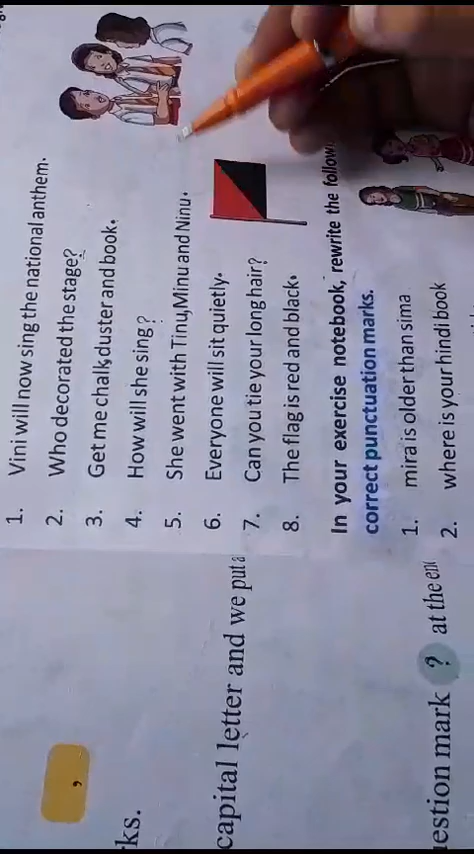 1. Vini will now sing the national anthem.
2. Who decorated the stage?
3. Get me chalk, duster and book.
4. How will she sing?
5. She went with Tinu, Minu and Ninu.
6. Everyone will sit quietly.
7. Can you tie your long hair?
8. The flag is red and black.
In your exercise notebook, rewrite the
correct punctuation marks.
1. mira is older than sima
2. where is your hindi book
,
capital letter and we put a
mark ? at the